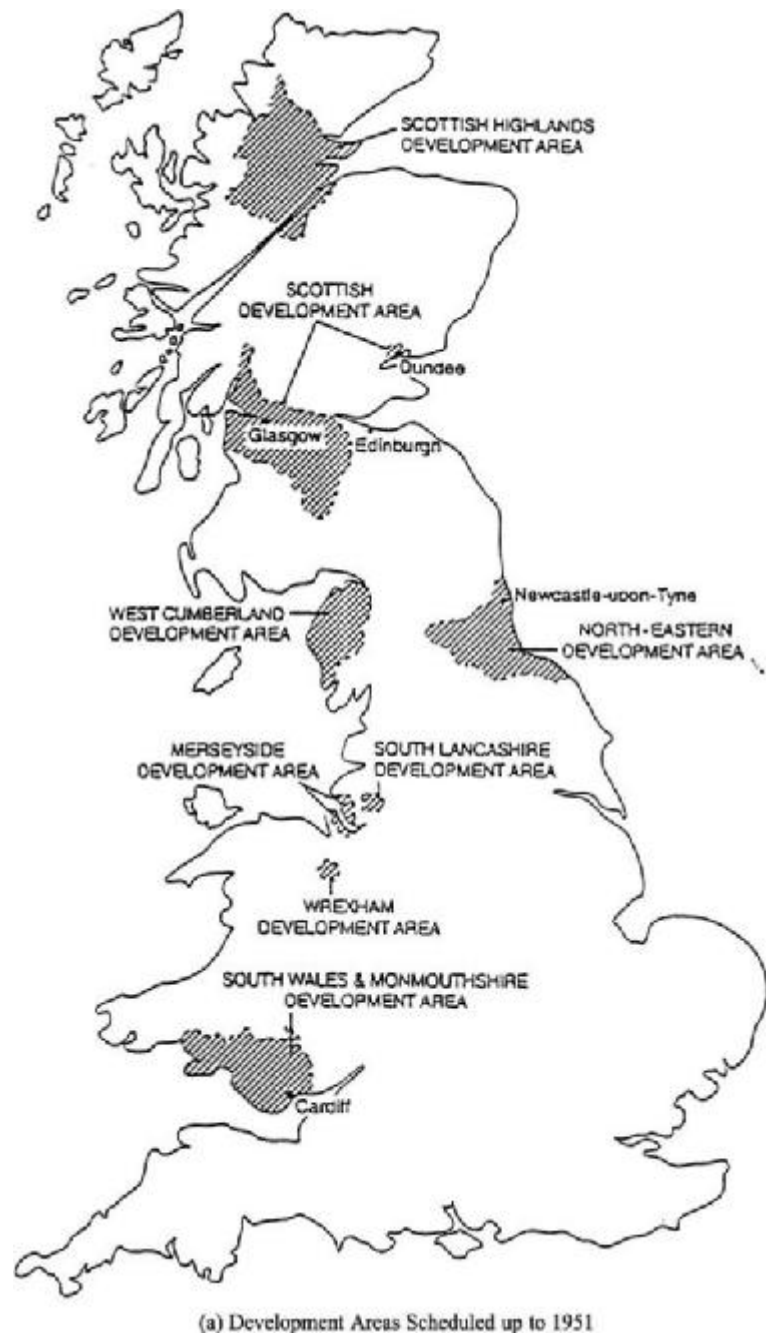 SCOTTISH HIGHLANDS
DEVELOPMENT AREA
SCOTTISH
DEVELOPMENT AREA
Dundee
Glasgow
Edinburgh
Newcastle-upon-Tyne
WEST CUMBERLAND
DEVELOPMENT AREA
NORTH-EASTERN
DEVELOPMENT AREA
MERSEYSIDE
DEVELOPMENT AREA
SOUTH LANCASHIRE
DEVELOPMENT AREA
WREXHAM
DEVELOPMENT AREA
SOUTH WALES & MONMOUTHSHIRE
DEVELOPMENT AREA
Cardiff
(a) Development Areas Scheduled up to 1951